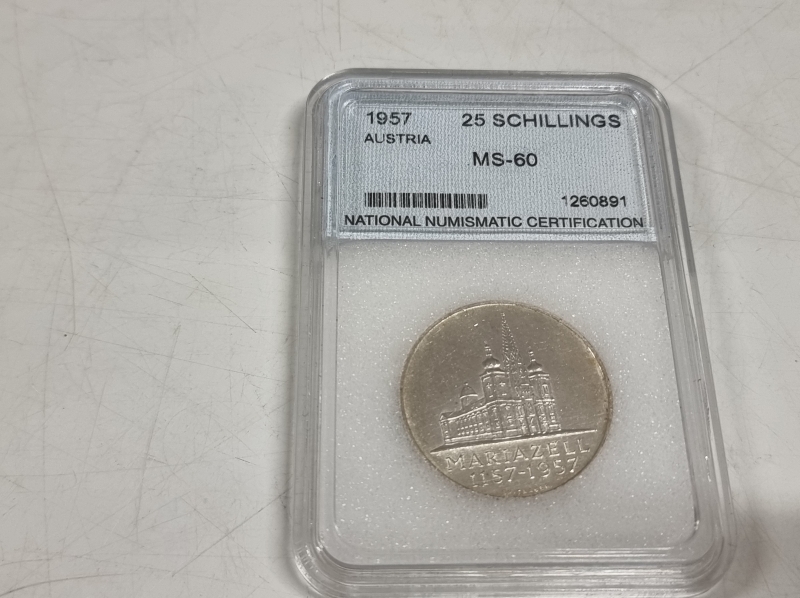 1957 25 SCHILLINGS
AUSTRIA
MS-60
1260891
NATIONAL NUMISMATIC CERTIFICATION
MARIAZELL
1157-1957